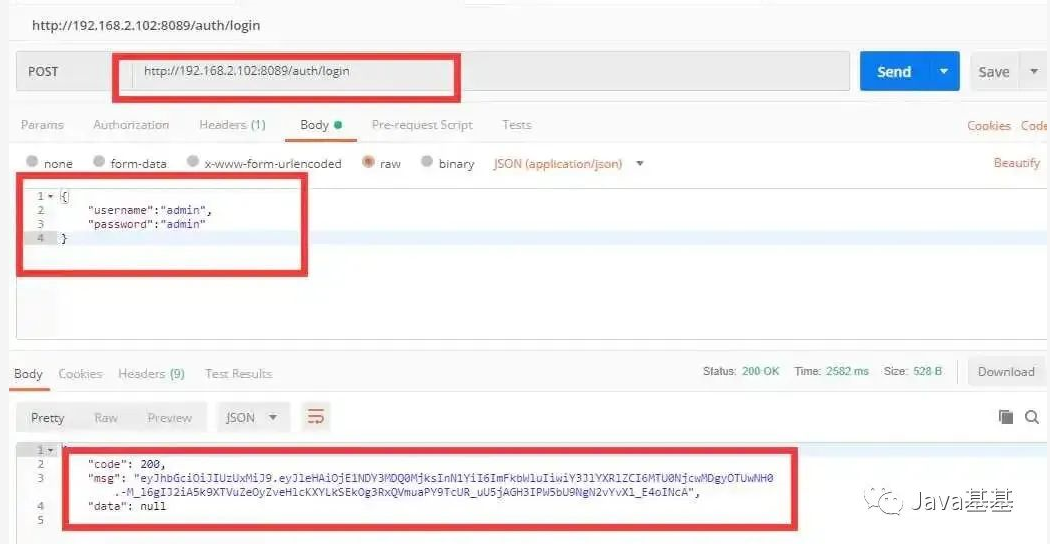 http://192.168.2.102:8089/auth/login
POST http://192.168.2.102:8089/auth/login Send Save
Params Authorization Headers (1) Body Pre-request Script Tests Cookies Code
none form-data x-www-form-urlencoded raw binary JSON (application/json) Beautify
1 {
2 "username":"admin",
3 "password":"admin"
4 }
Body Cookies Headers (9) Test Results Status: 200 OK Time: 2582 ms Size: 528 B Download
Pretty Raw Preview JSON
1
2 "code": 200,
3 "msg": "eyJhbGciOiJIUzUxMiJ9.eyJleHAiOjE1NDY3MDQ0MjksInN1YiI6ImFkbWluIiwiY3JlYXRlZCI6MTU0NjcwMDgyOTUwNH0
.-M_l6gIJ2iA5k9XTVuZeOyZveHlcKXYLkSEkOg3RxQVmuaPY9TcUR_uU5jAGH3IPW5bU9NgN2vYvXl_E4oINcA",
4 "data": null
5
Java基基